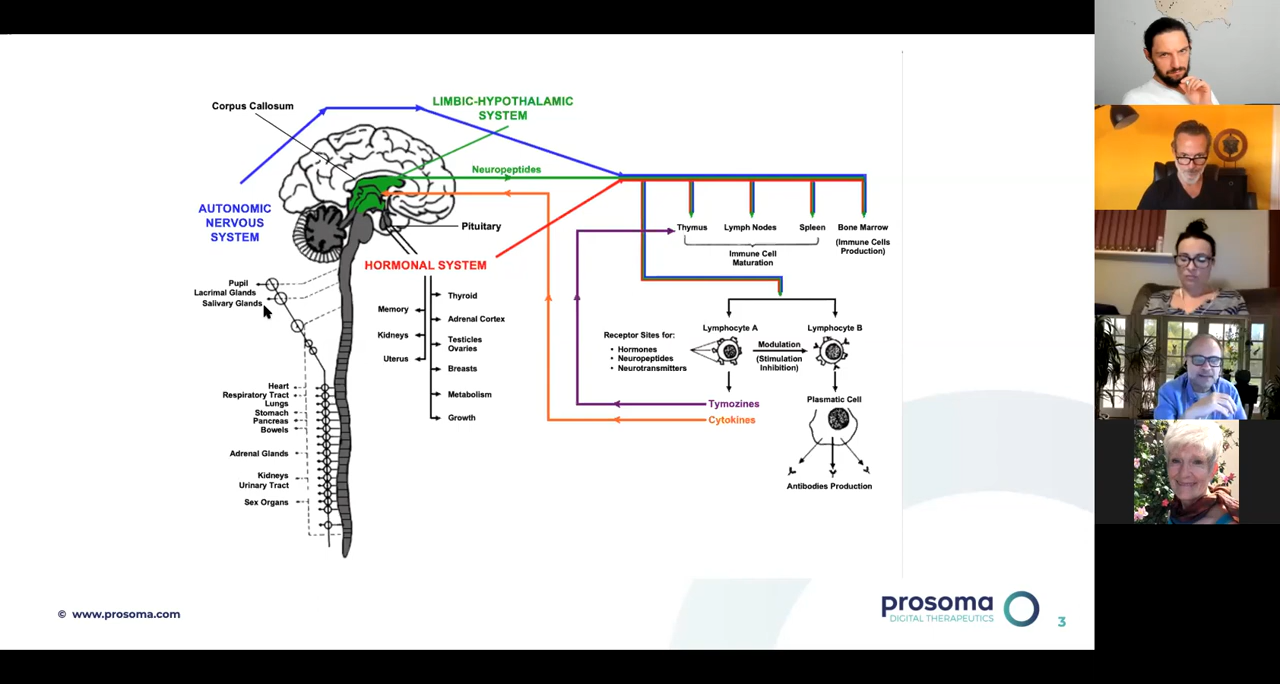 Corpus Callosum
LIMBIC-HYPOTHALAMIC
SYSTEM
Neuropeptides
AUTONOMIC
NERVOUS
SYSTEM
Pituitary
HORMONAL SYSTEM
Pupil
Lacrimal Glands
Salivary Glands
Heart
Respiratory Tract
Lungs
Stomach
Pancreas
Bowels
Adrenal Glands
Kidneys
Urinary Tract
Sex Organs
Memory
Kidneys
Uterus
Thyroid
Adrenal Cortex
Testicles
Ovaries
Breasts
Metabolism
Growth
Thymus
Lymph Nodes
Spleen
Bone Marrow
(Immune Cells
Production)
Immune Cell
Maturation
Receptor Sites for:
• Hormones
• Neuropeptides
• Neurotransmitters
Lymphocyte A
Modulation
(Stimulation
Inhibition)
Lymphocyte B
Tymozines
Cytokines
Plasmatic Cell
Antibodies Production
© www.prosoma.com
prosoma
DIGITAL THERAPEUTICS
3